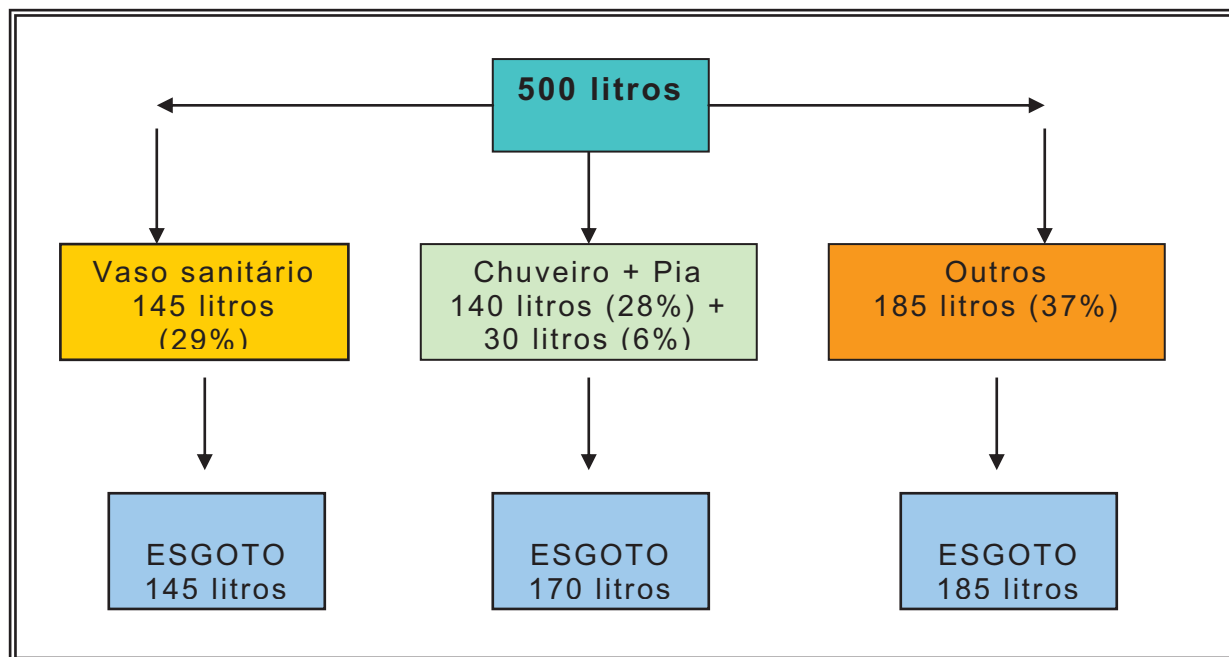 500 litros
Vaso sanitário
145 litros
(29%)
Chuveiro + Pia
140 litros (28%) +
30 litros (6%)
Outros
185 litros (37%)
ESGOTO
145 litros
ESGOTO
170 litros
ESGOTO
185 litros